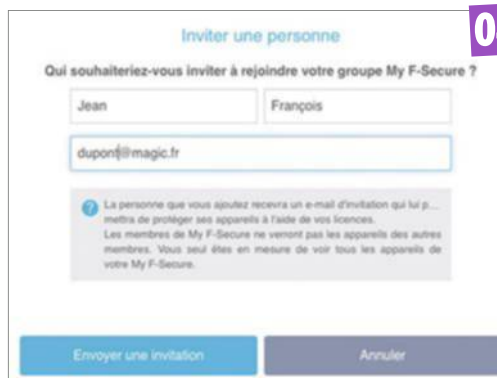 Inviter une personne
0
Qui souhaiteriez-vous inviter à rejoindre votre groupe My F-Secure ?
Jean
François
dupont@magic.fr
? La personne que vous ajoutez recevra un e-mail d'invitation qui lui p...
mettra de protéger ses appareils à l'aide de vos licences.
Les membres de My F-Secure ne verront pas les appareils des autres
membres. Vous seul êtes en mesure de voir tous les appareils de
votre My F-Secure.
Envoyer une invitation
Annuler